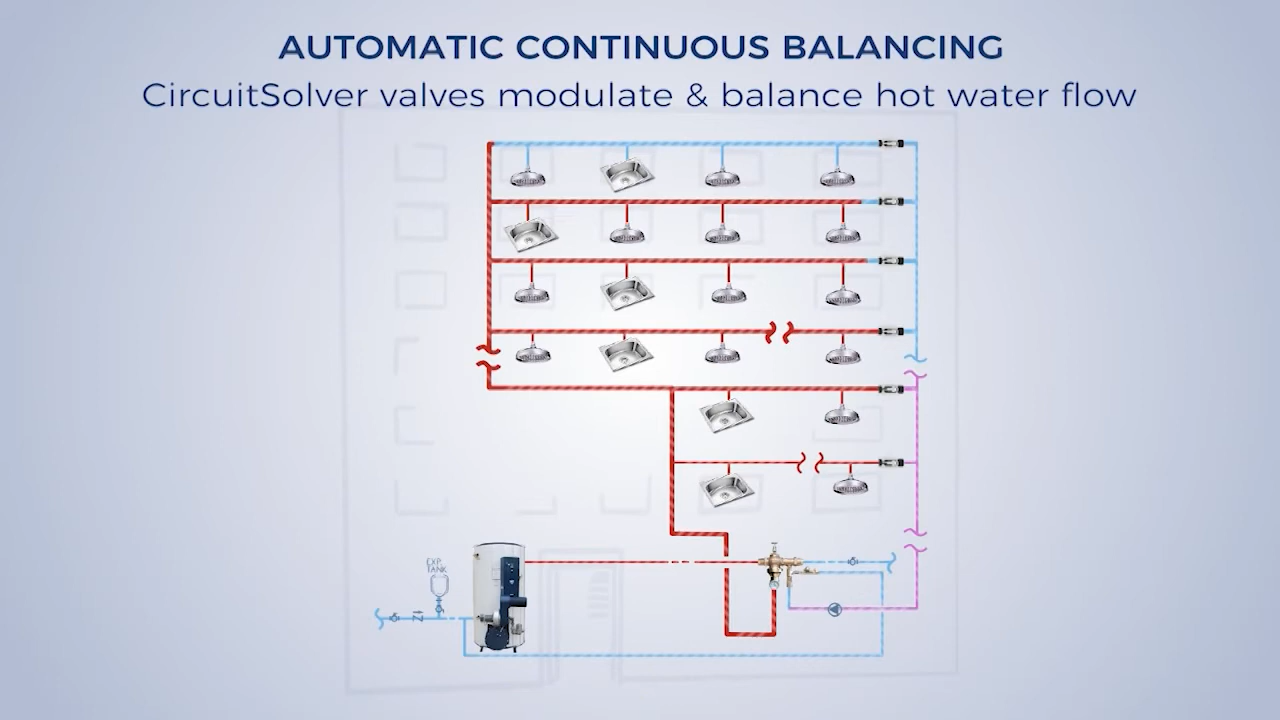 AUTOMATIC CONTINUOUS BALANCING
CircuitSolver valves modulate & balance hot water flow
EXP.
TANK